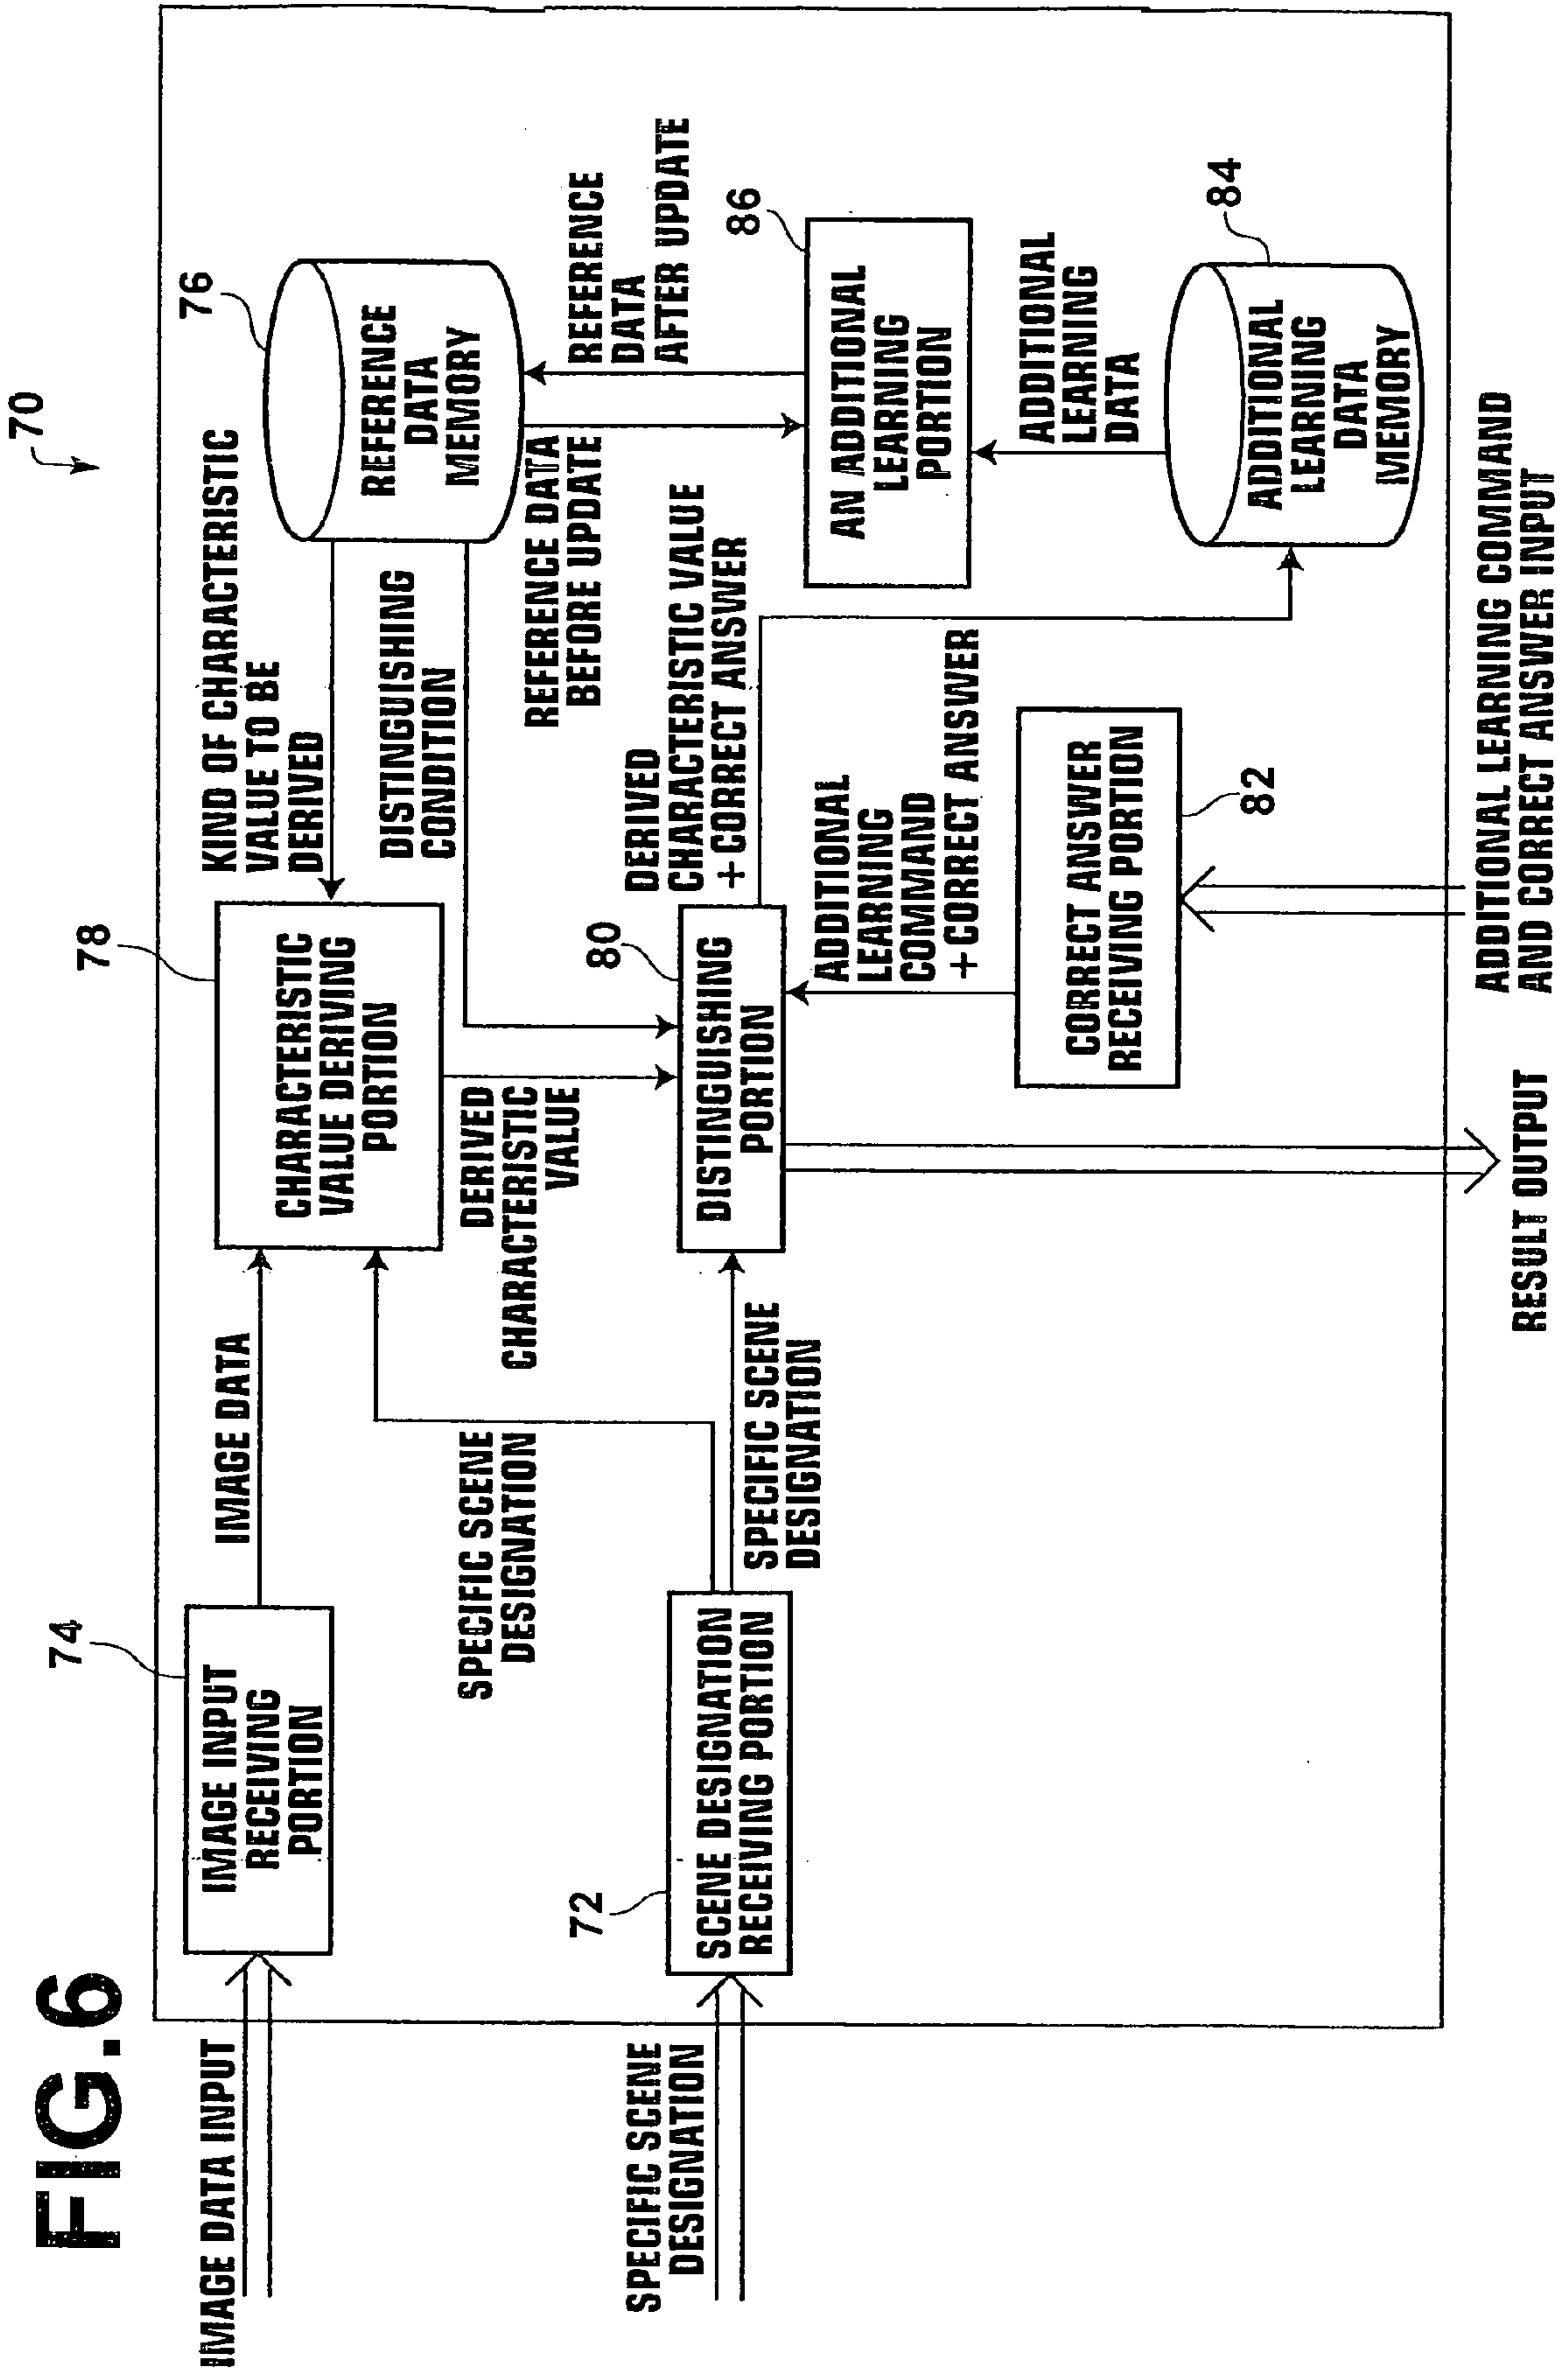 FIG.6
70
IMAGE DATA INPUT
74
IMAGE INPUT
RECEIVING
PORTION
IMAGE DATA
78
CHARACTERISTIC
VALUE DERIVING
PORTION
KIND OF CHARACTERISTIC
VALUE TO BE
DERIVED
76
REFERENCE
DATA
MEMORY
DISTINGUISHING
CONDITION
SPECIFIC SCENE
DESIGNATION
DERIVED
CHARACTERISTIC
VALUE
REFERENCE DATA
BEFORE UPDATE
REFERENCE
DATA
AFTER UPDATE
SPECIFIC SCENE
DESIGNATION
72
SCENE DESIGNATION
RECEIVING PORTION
SPECIFIC SCENE
DESIGNATION
80
DISTINGUISHING
PORTION
DERIVED
CHARACTERISTIC VALUE
+CORRECT ANSWER
86
AN ADDITIONAL
LEARNING
PORTION
ADDITIONAL
LEARNING
COMMAND
+CORRECT ANSWER
ADDITIONAL
LEARNING
DATA
CORRECT ANSWER
RECEIVING PORTION
82
84
ADDITIONAL
LEARNING
DATA
MEMORY
RESULT OUTPUT
ADDITIONAL LEARNING COMMAND
AND CORRECT ANSWER INPUT